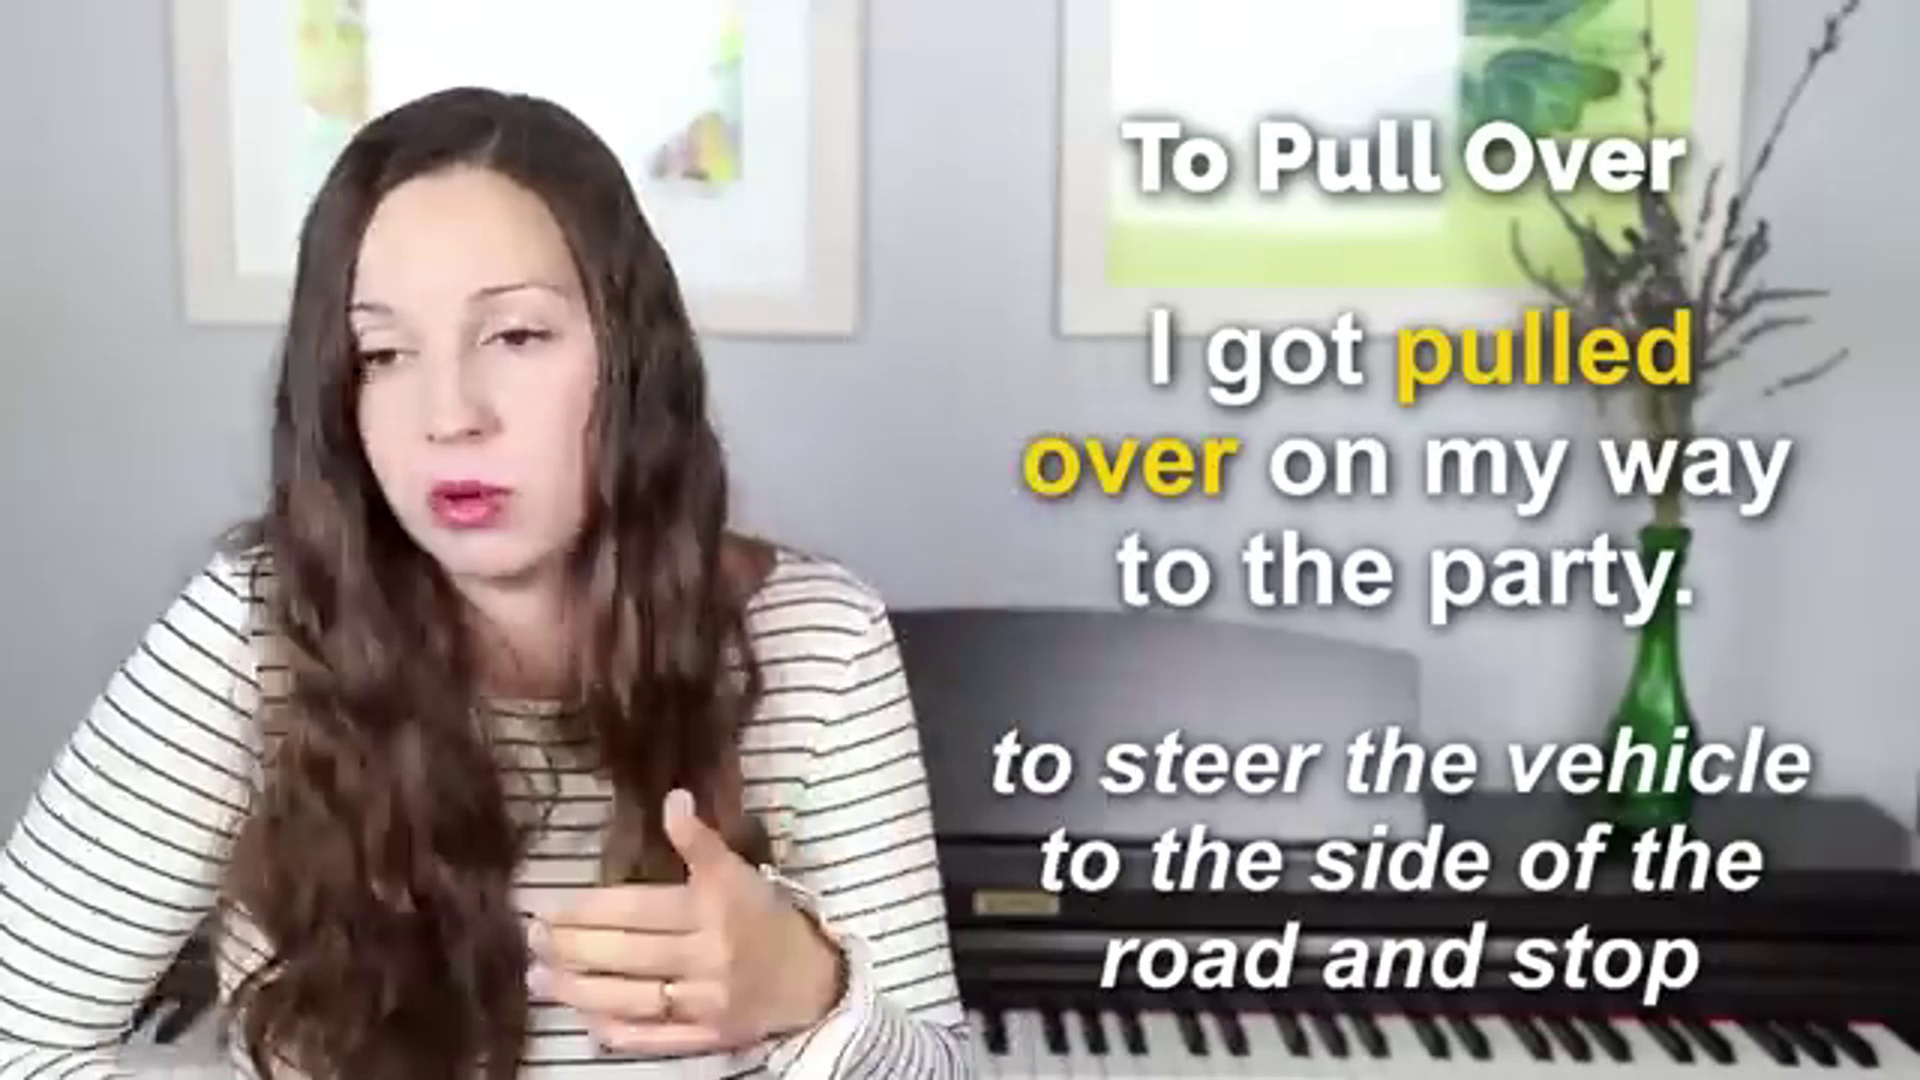 To Pull Over
I got pulled
over on my way
to the party.
to steer the vehicle
to the side of the
road and stop